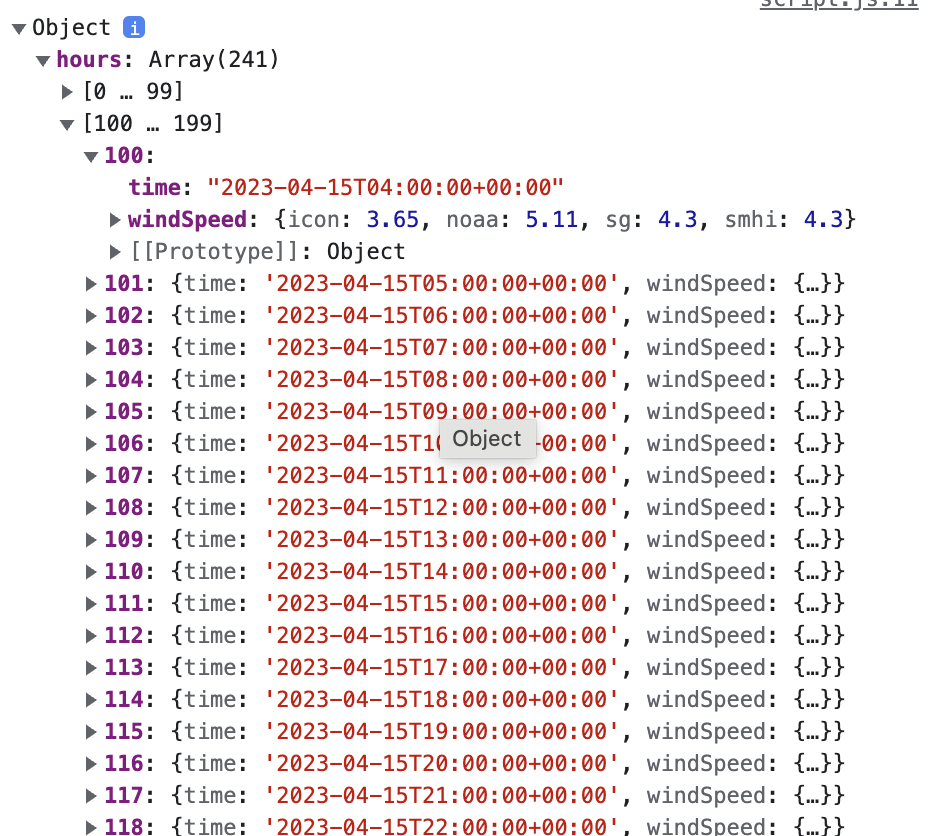 script.js:11
Object i
hours: Array(241)
[0 … 99]
[100 … 199]
100:
time: "2023-04-15T04:00:00+00:00"
windSpeed: {icon: 3.65, noaa: 5.11, sg: 4.3, smhi: 4.3}
[[Prototype]]: Object
101: {time: '2023-04-15T05:00:00+00:00', windSpeed: {…}}
102: {time: '2023-04-15T06:00:00+00:00', windSpeed: {…}}
103: {time: '2023-04-15T07:00:00+00:00', windSpeed: {…}}
104: {time: '2023-04-15T08:00:00+00:00', windSpeed: {…}}
105: {time: '2023-04-15T09:00:00+00:00', windSpeed: {…}}
Object
106: {time: '2023-04-15T10 +00:00', windSpeed: {…}}
107: {time: '2023-04-15T11:00:00+00:00', windSpeed: {…}}
108: {time: '2023-04-15T12:00:00+00:00', windSpeed: {…}}
109: {time: '2023-04-15T13:00:00+00:00', windSpeed: {…}}
110: {time: '2023-04-15T14:00:00+00:00', windSpeed: {…}}
111: {time: '2023-04-15T15:00:00+00:00', windSpeed: {…}}
112: {time: '2023-04-15T16:00:00+00:00', windSpeed: {…}}
113: {time: '2023-04-15T17:00:00+00:00', windSpeed: {…}}
114: {time: '2023-04-15T18:00:00+00:00', windSpeed: {…}}
115: {time: '2023-04-15T19:00:00+00:00', windSpeed: {…}}
116: {time: '2023-04-15T20:00:00+00:00', windSpeed: {…}}
117: {time: '2023-04-15T21:00:00+00:00', windSpeed: {…}}
118: {time: '2023-04-15T22:00:00+00:00', windSpeed: {…}}